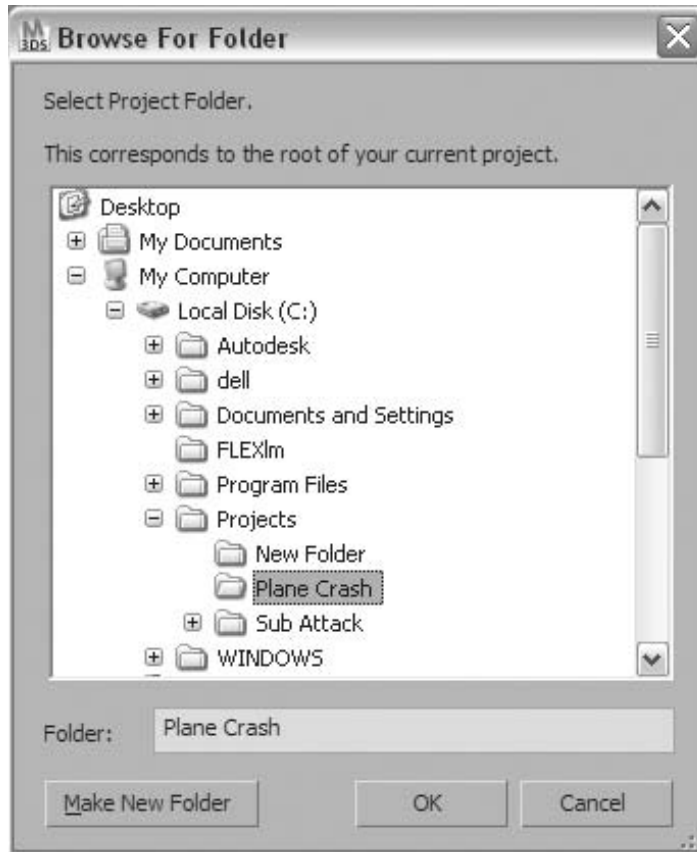 M
3DS Browse For Folder
Select Project Folder.
This corresponds to the root of your current project.
Desktop
My Documents
My Computer
Local Disk (C:)
Autodesk
dell
Documents and Settings
FLEXlm
Program Files
Projects
New Folder
Plane Crash
Sub Attack
WINDOWS
Folder: Plane Crash
Make New Folder OK Cancel